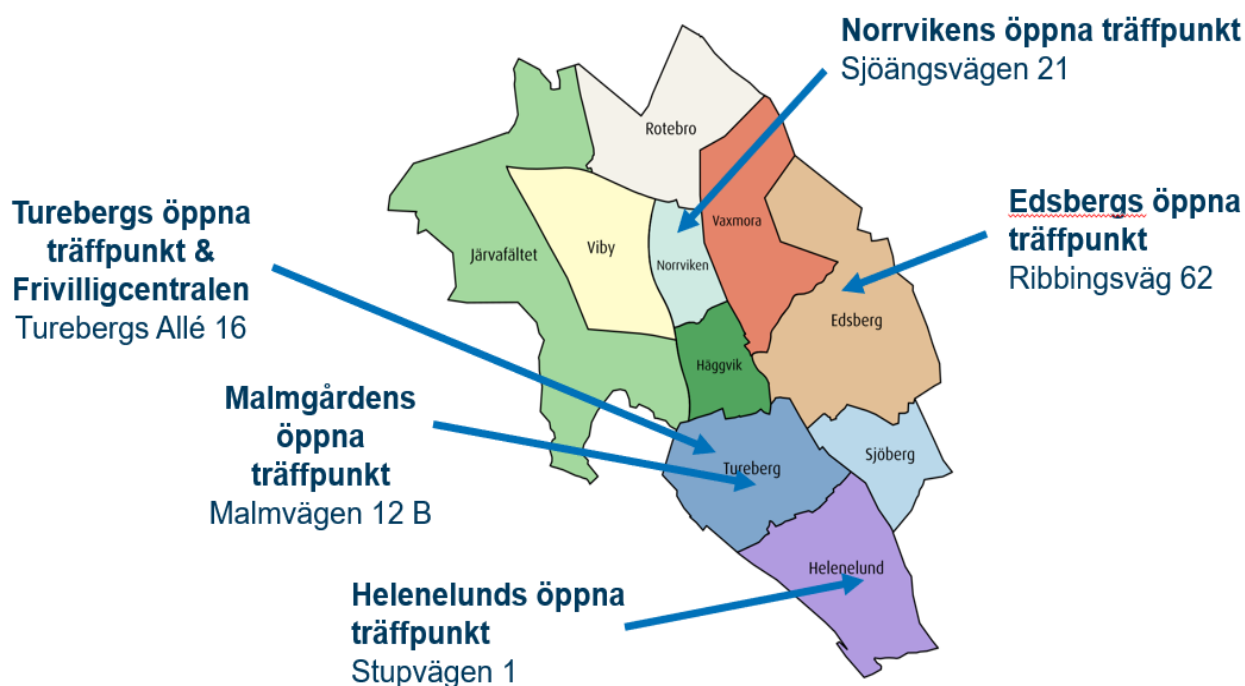 Norrvikens öppna träffpunkt
Sjöängsvägen 21
Rotebro
Turebergs öppna
träffpunkt &
Frivilligcentralen
Turebergs Allé 16
Edsbergs öppna
träffpunkt
Ribbingsväg 62
Järvafältet
Viby
Norrviken
Vaxmora
Edsberg
Häggvik
Malmgårdens
öppna
träffpunkt
Malmvägen 12 B
Tureberg
Sjöberg
Helenelund
Helenelunds öppna
träffpunkt
Stupvägen 1